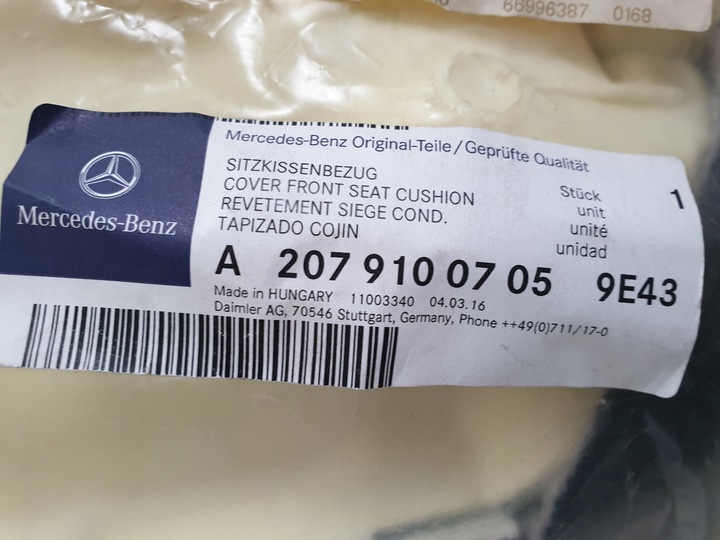 66996387 0168
Mercedes-Benz Original-Teile/Geprüfte Qualität
SITZKISSENBEZUG
COVER FRONT SEAT CUSHION
REVETEMENT SIEGE COND.
TAPIZADO COJIN
Stück 1
unit
unité
unidad
Mercedes-Benz
A 207 910 07 05 9E43
Made in HUNGARY 11003340 04.03.16
Daimler AG, 70546 Stuttgart, Germany, Phone ++49(0)711/17-0